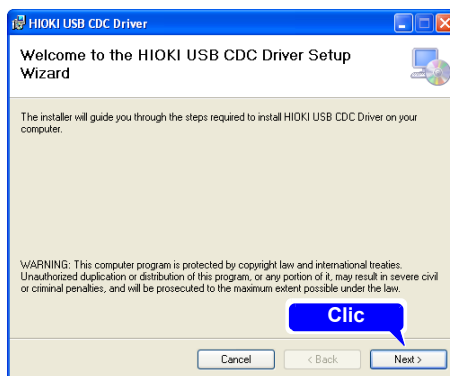 HIOKI USB CDC Driver
Welcome to the HIOKI USB CDC Driver Setup
Wizard
The installer will guide you through the steps required to install HIOKI USB CDC Driver on your
computer.
WARNING: This computer program is protected by copyright law and international treaties.
Unauthorized duplication or distribution of this program, or any portion of it, may result in severe civil
or criminal penalties, and will be prosecuted to the maximum extent possible under the law.
Clic
Cancel < Back Next >